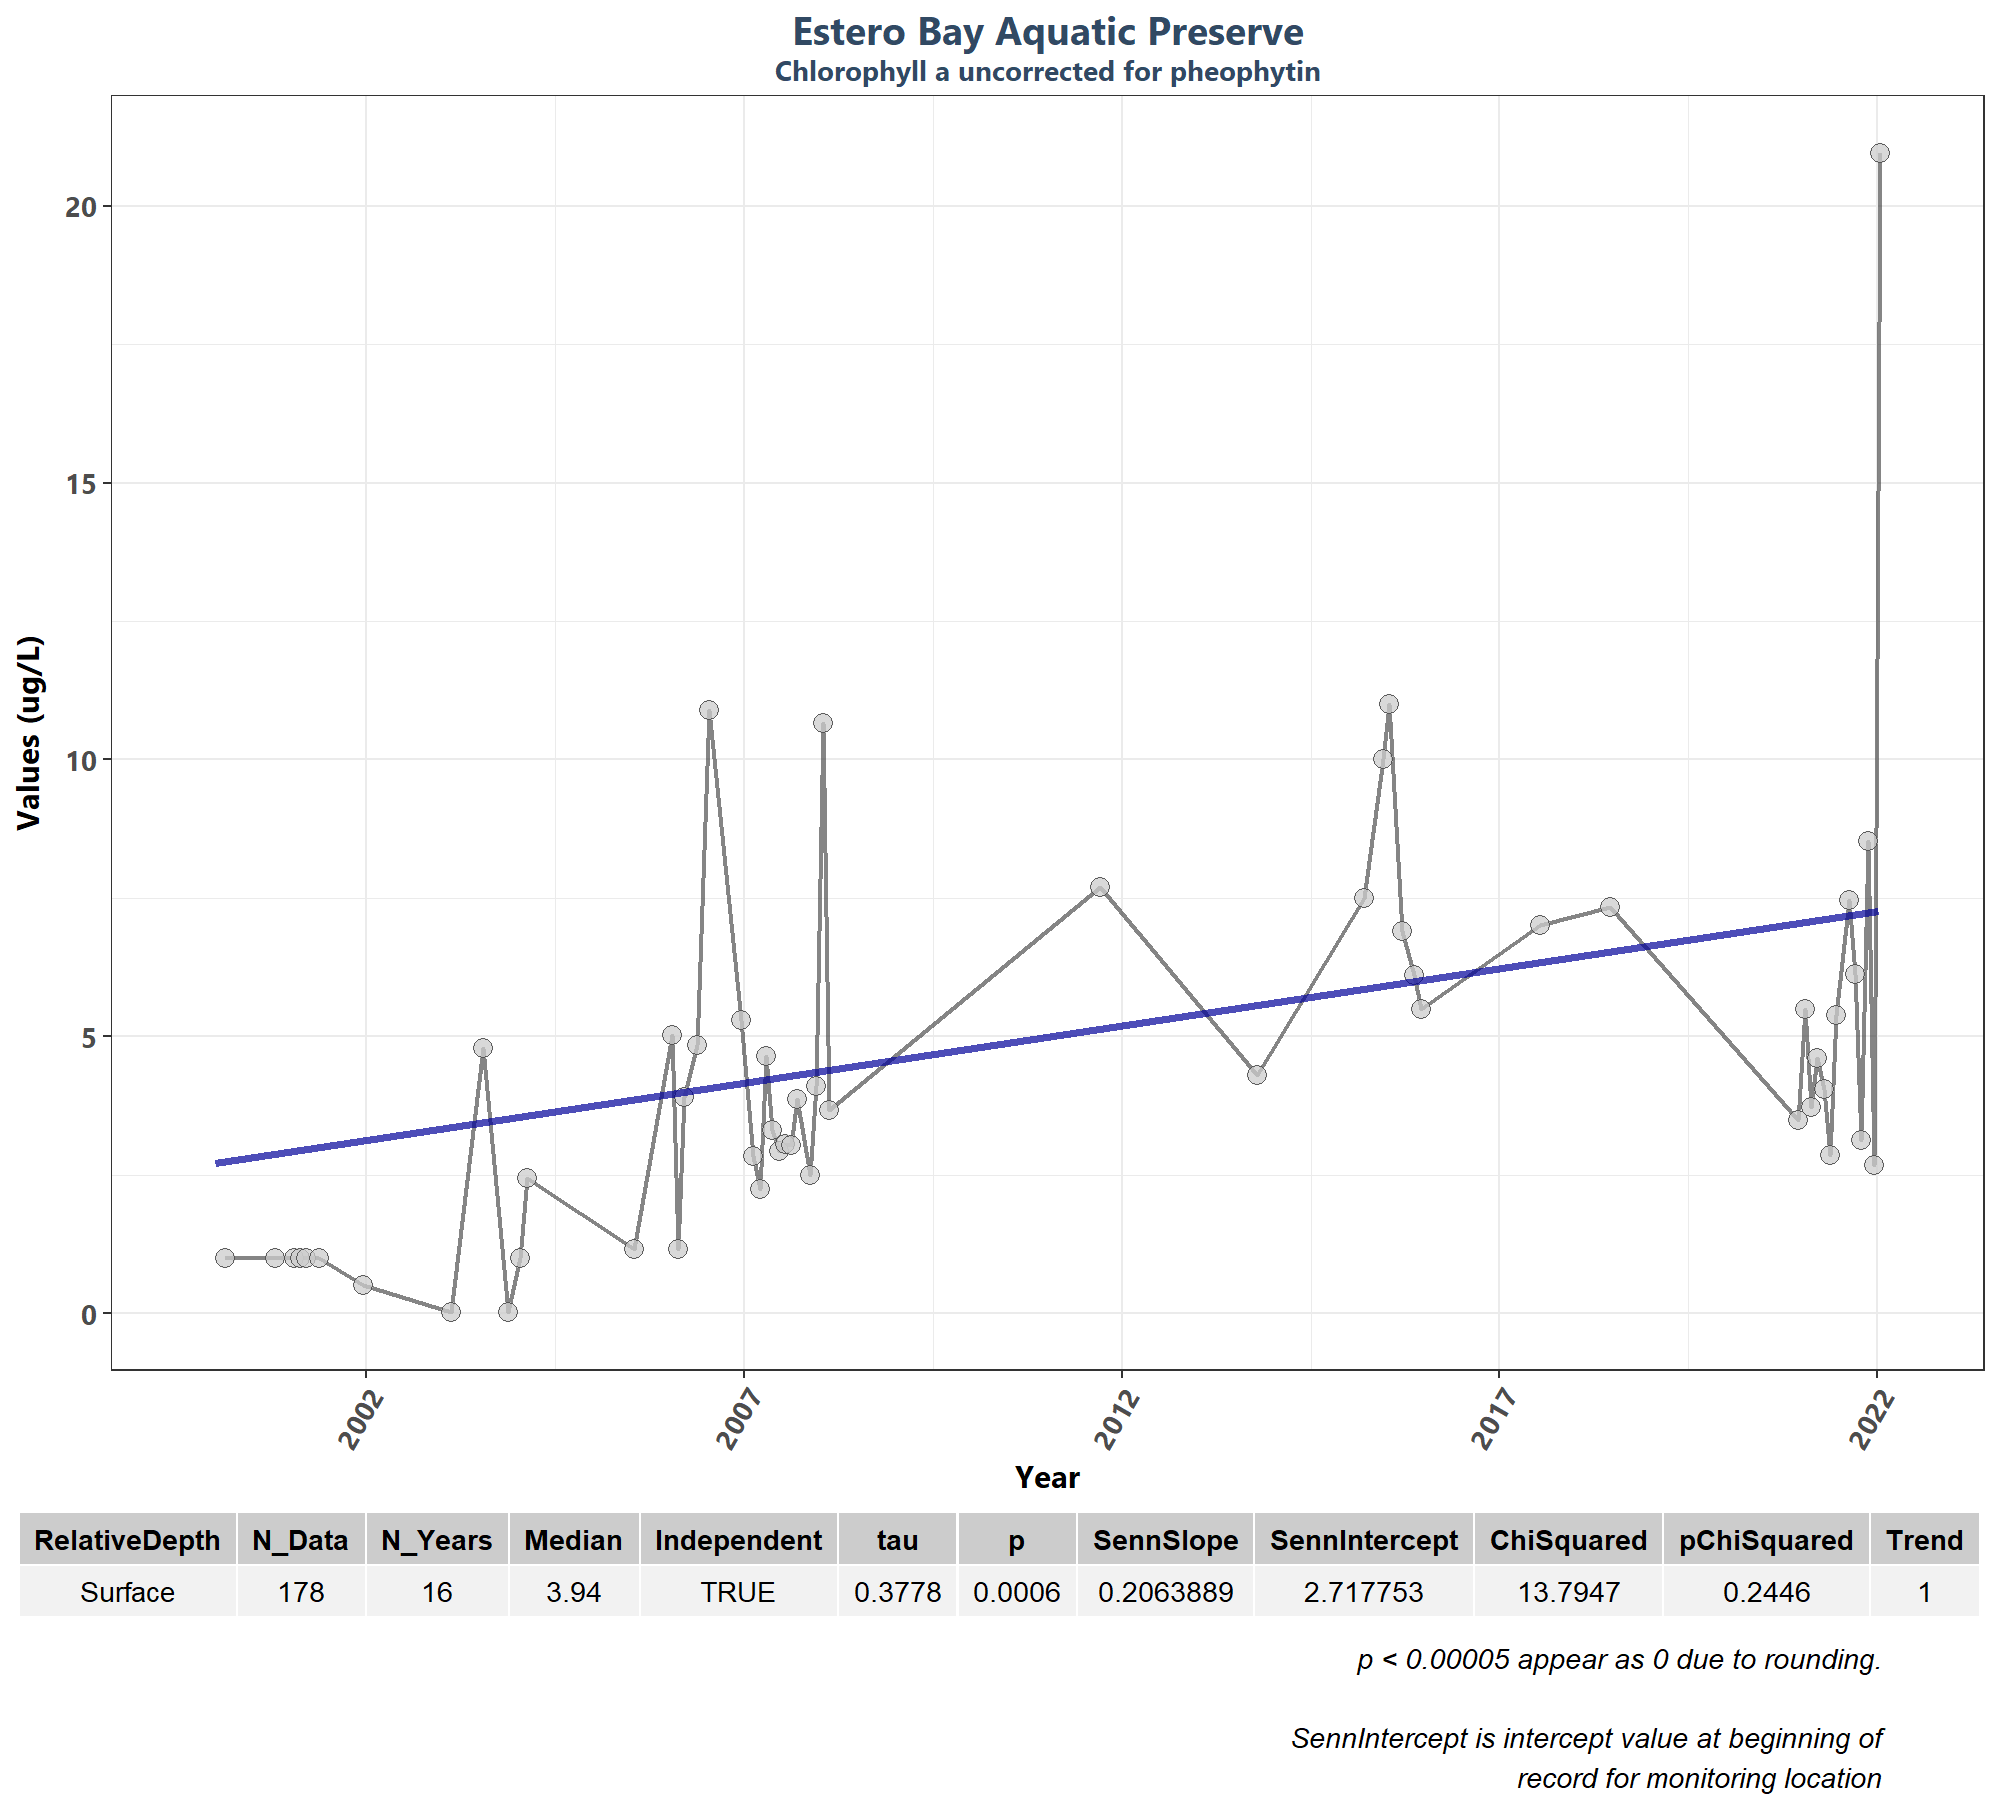 Estero Bay Aquatic Preserve
Chlorophyll a uncorrected for pheophytin
Values (ug/L)
20
15
10
5
0
2002 2007 2012 2017 2022
Year
RelativeDepth N_Data N_Years Median Independent tau p SennSlope SennIntercept ChiSquared pChiSquared Trend
Surface 178 16 3.94 TRUE 0.3778 0.0006 0.2063889 2.717753 13.7947 0.2446 1
p < 0.00005 appear as 0 due to rounding.
SennIntercept is intercept value at beginning of
record for monitoring location